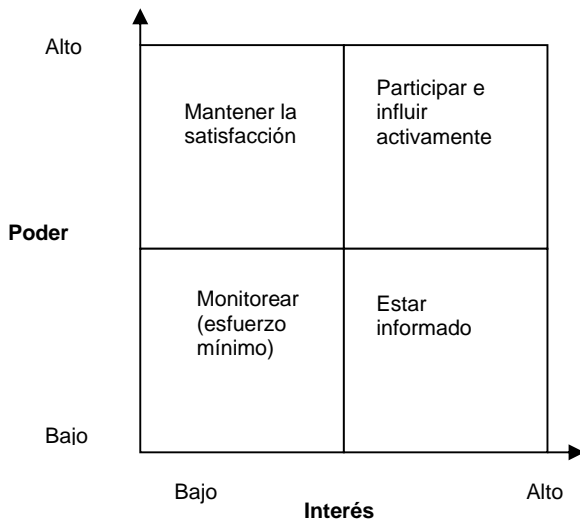 Alto
Mantener la
satisfacción
Participar e
influir
activamente
Poder
Monitorear
(esfuerzo
mínimo)
Estar
informado
Bajo
Bajo
Alto
Interés